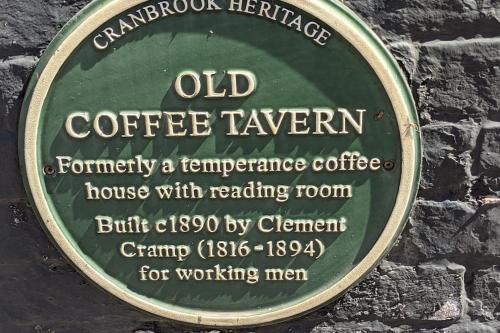 CRANBROOK HERITAGE
OLD
COFFEE TAVERN
Formerly a temperance coffee
house with reading room
Built c1890 by Clement
Cramp (1816-1894)
for working men